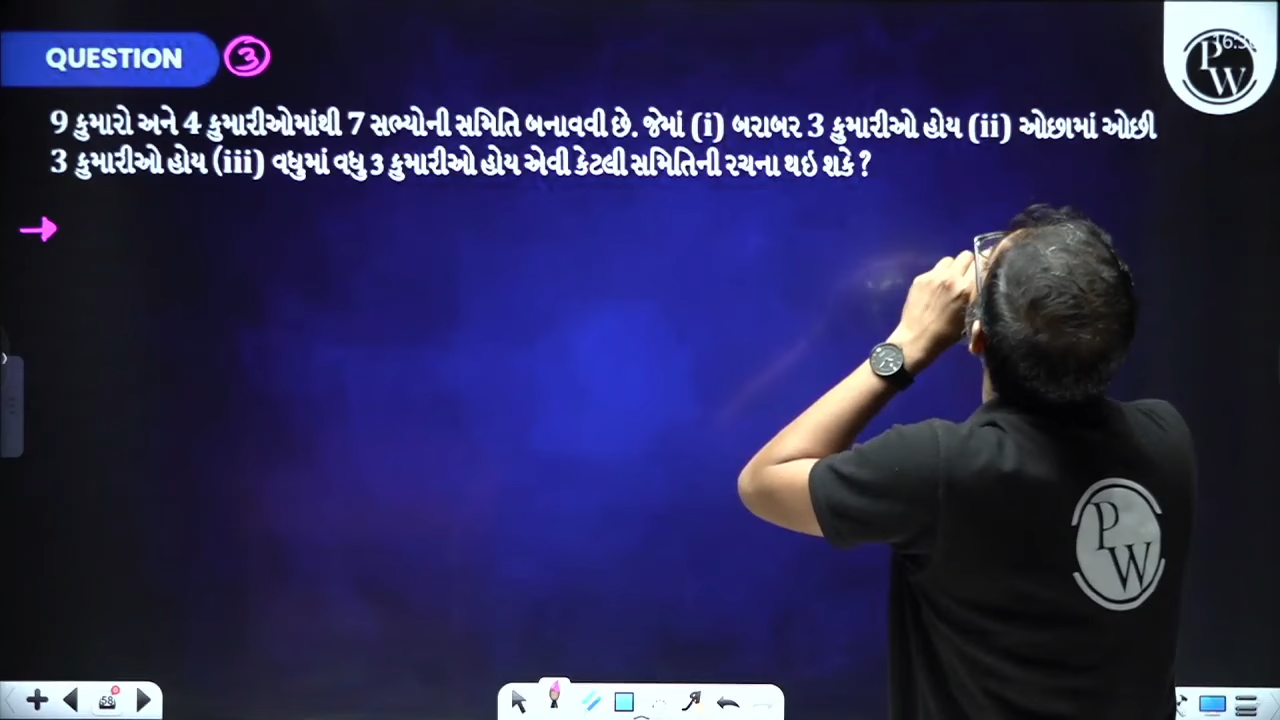 QUESTION 3
9 કુમારો અને 4 કુમારીઓમાંથી 7 સભ્યોની સમિતિ બનાવવી છે. જેમાં (i) બરાબર 3 કુમારીઓ હોય (ii) ઓછામાં ઓછી
3 કુમારીઓ હોય (iii) વધુમાં વધુ 3 કુમારીઓ હોય એવી કેટલી સમિતિની રચના થઇ શકે ?
PW
PW
58